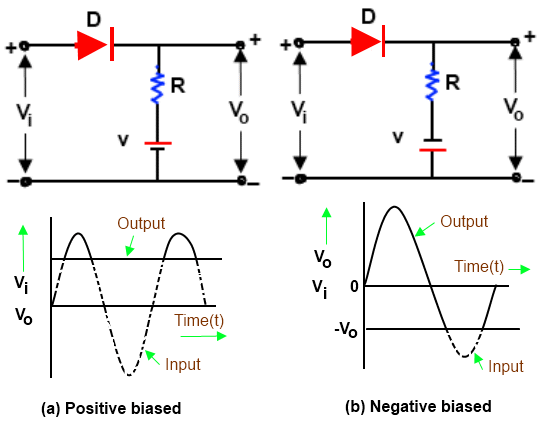 D
+
+
R
Vi
Vo
v
−
−
D
+
+
R
Vi
Vo
v
−
−
Output
Vi
Vo
Time(t)
Input
(a) Positive biased
Output
Vo
Time(t)
Vi
0
-Vo
Input
(b) Negative biased